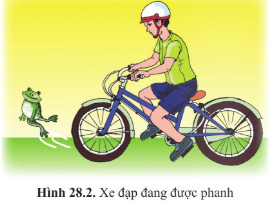 Hình 28.2. Xe đạp đang được phanh